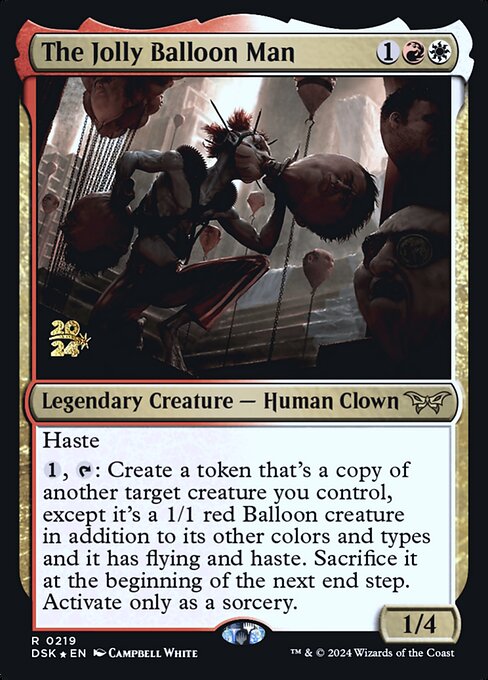 The Jolly Balloon Man 1
2024
Legendary Creature — Human Clown
Haste
1, : Create a token that's a copy of
another target creature you control,
except it's a 1/1 red Balloon creature
in addition to its other colors and types
and it has flying and haste. Sacrifice it
at the beginning of the next end step.
Activate only as a sorcery.
1/4
R 0219
DSK ★ EN CAMPBELL WHITE
™ & © 2024 Wizards of the Coast